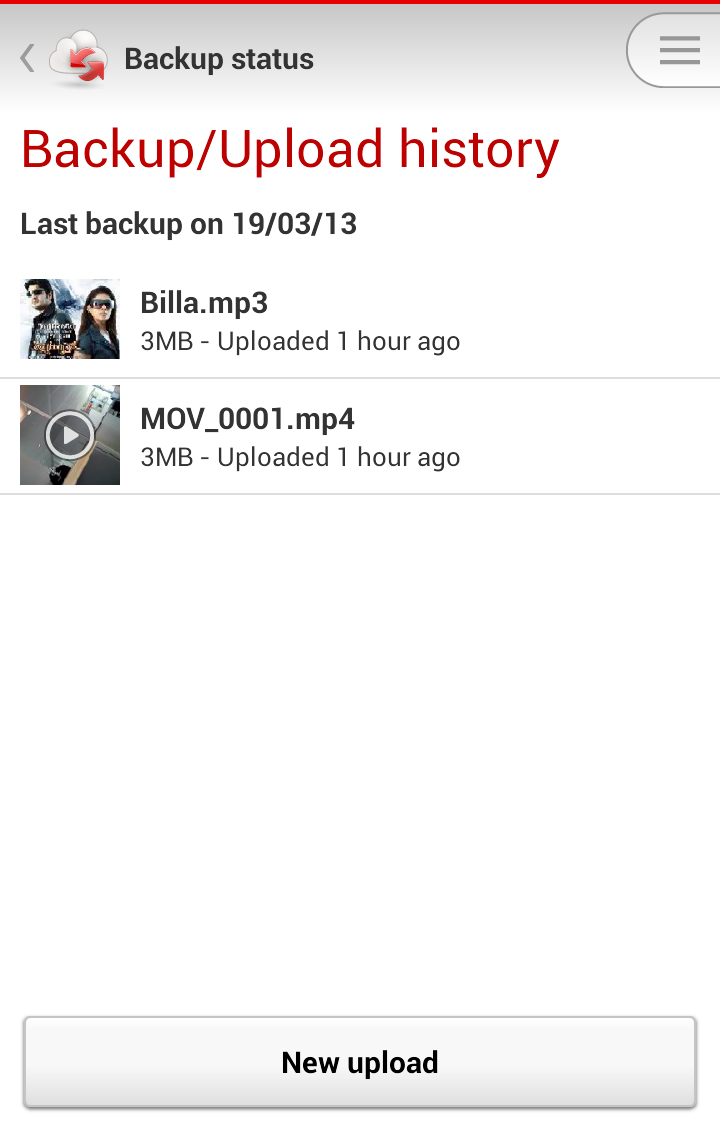 Backup status
Backup/Upload history
Last backup on 19/03/13
Billa.mp3
3MB - Uploaded 1 hour ago
MOV_0001.mp4
3MB - Uploaded 1 hour ago
New upload